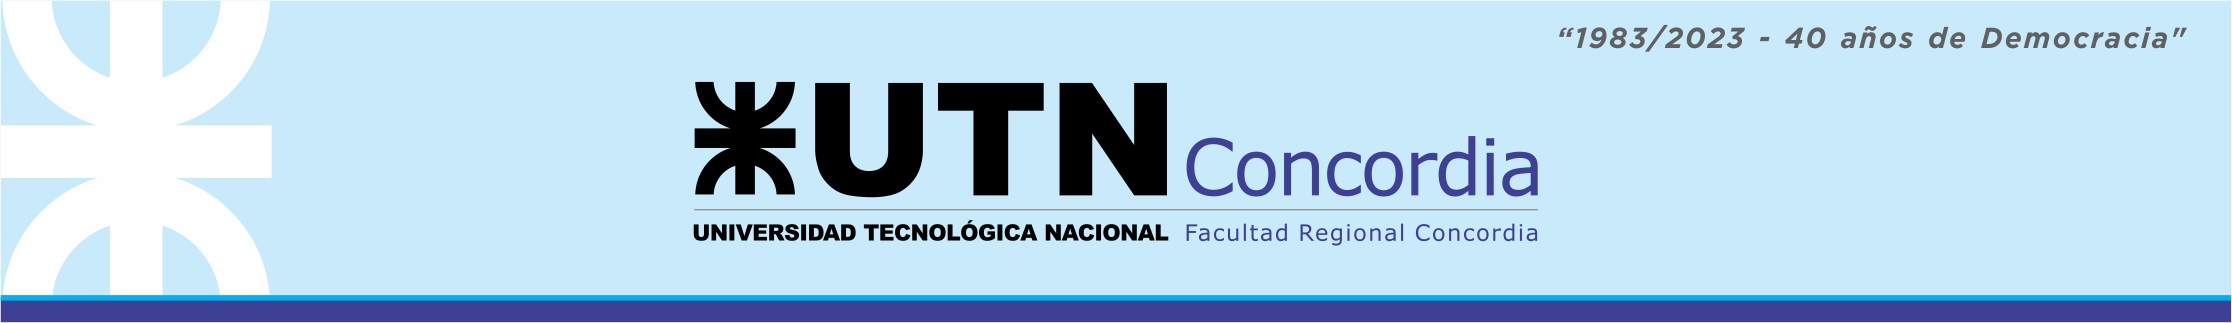 “1983/2023 - 40 años de Democracia"
UTN Concordia
UNIVERSIDAD TECNOLÓGICA NACIONAL Facultad Regional Concordia